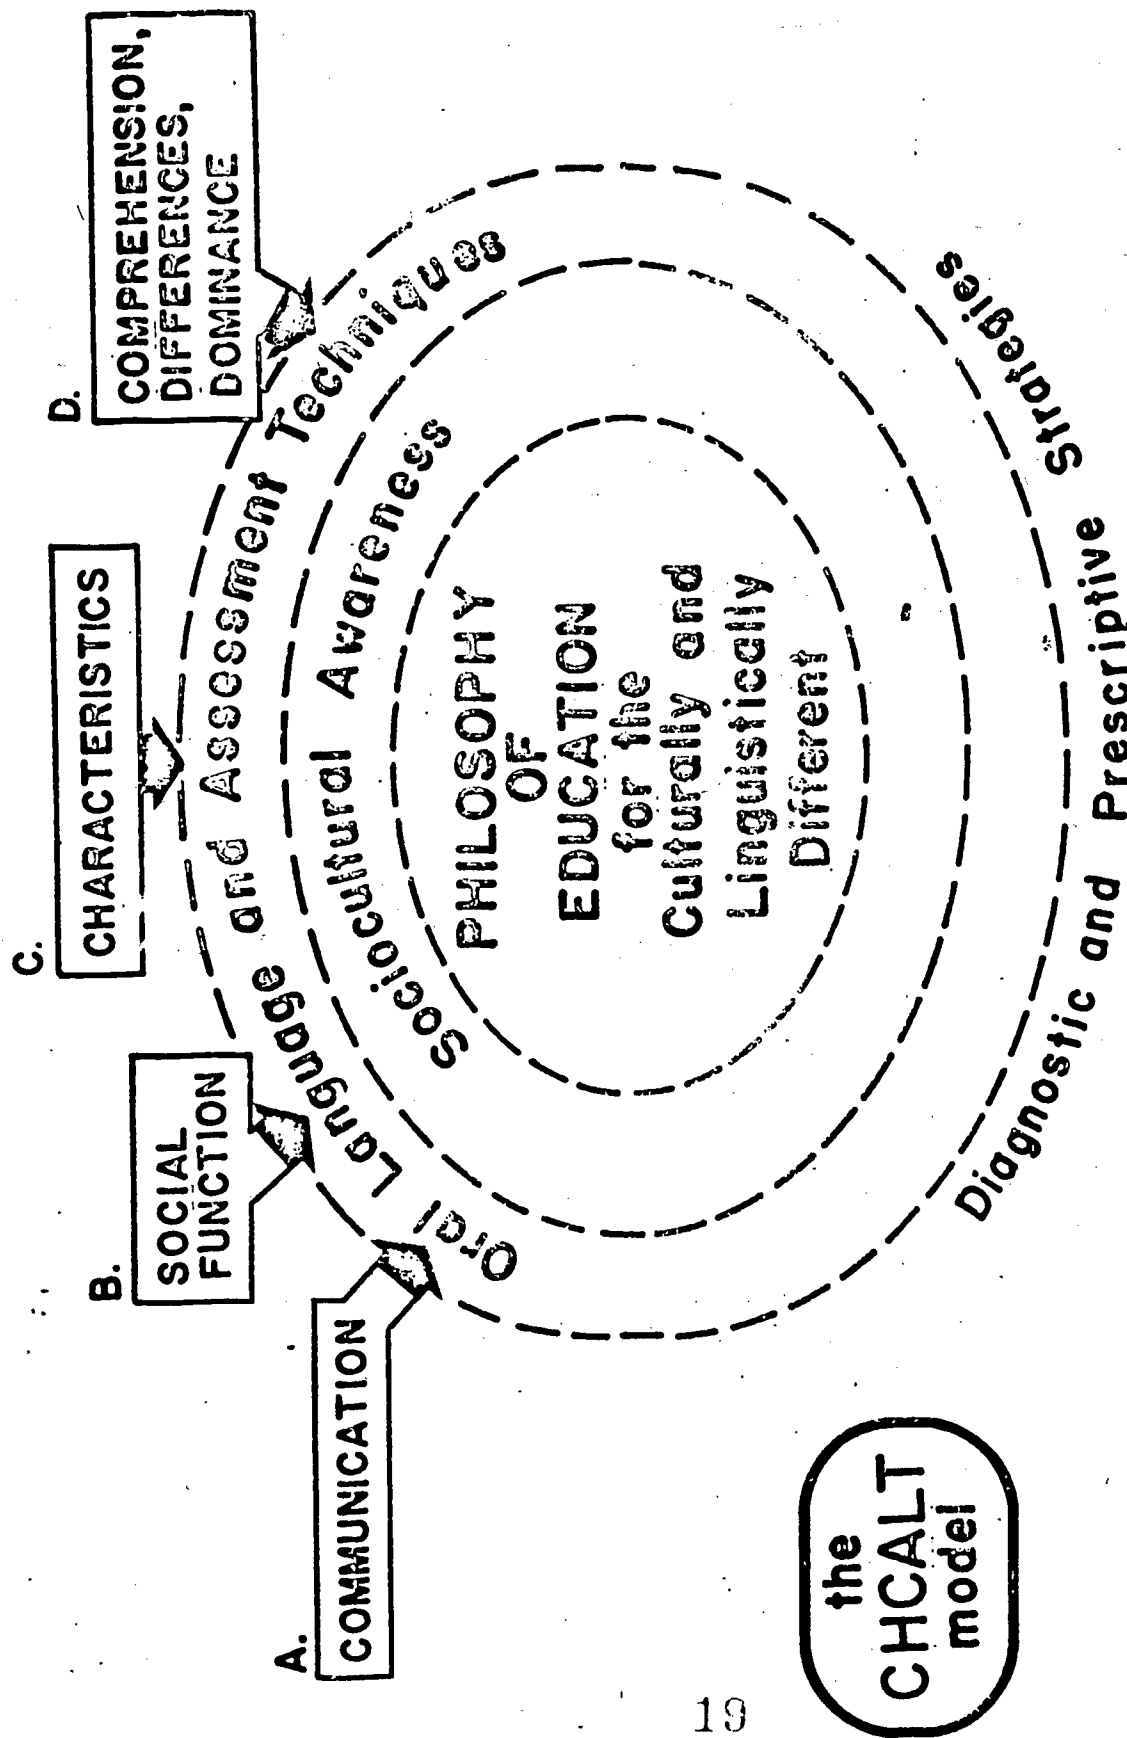 A.
COMMUNICATION
B.
SOCIAL
FUNCTION
C.
CHARACTERISTICS
D.
COMPREHENSION,
DIFFERENCES,
DOMINANCE
Oral Language and Assessment Techniques
Sociocultural Awareness
PHILOSOPHY
OF
EDUCATION
for the
Culturally and
Linguistically
Different
Diagnostic and Prescriptive Strategies
the
CHCALT
model
19